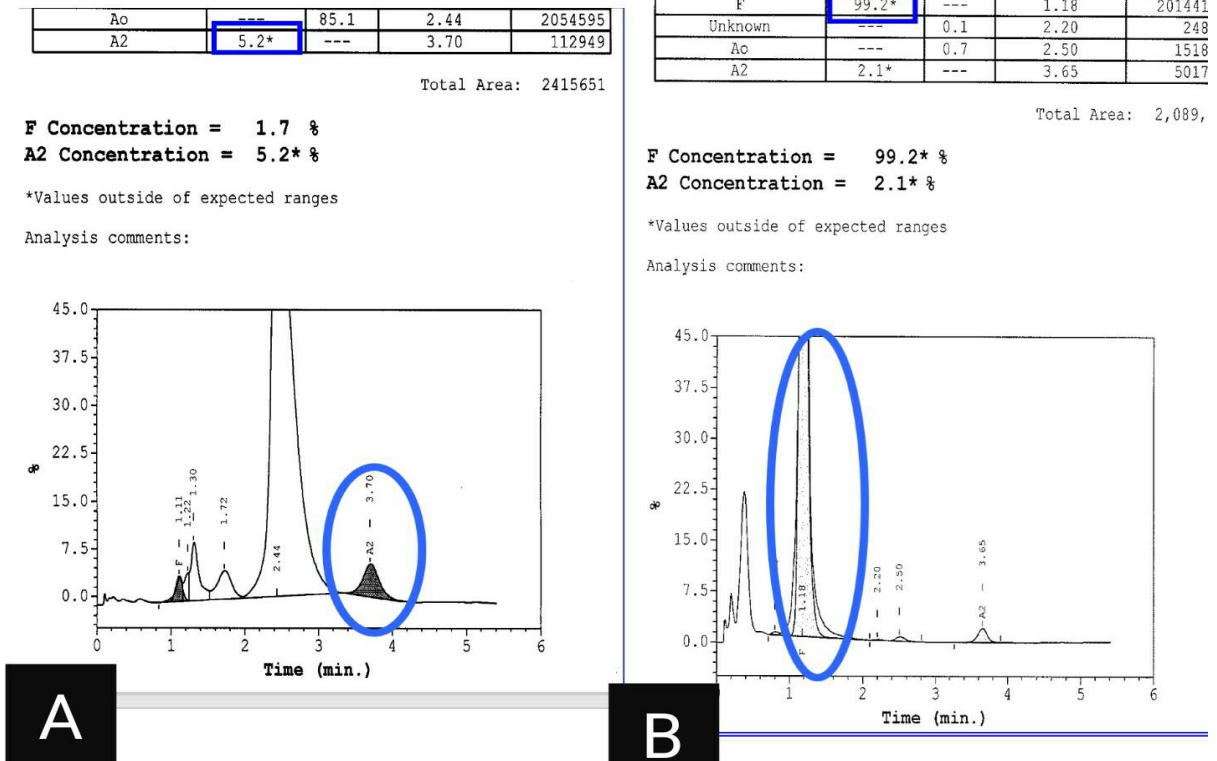 Ao --- 85.1 2.44 2054595
A2 5.2* --- 3.70 112949
Total Area: 2415651
F Concentration = 1.7 %
A2 Concentration = 5.2* %
*Values outside of expected ranges
Analysis comments:
45.0
37.5
30.0
22.5
15.0
7.5
0.0
%
F
1.11
1.22
1.30
1.72
2.44
A2
3.70
0 1 2 3 4 5 6
Time (min.)
A
F 99.2* --- 1.18 201441
Unknown --- 0.1 2.20 248
Ao --- 0.7 2.50 1518
A2 2.1* --- 3.65 5017
Total Area: 2,089,
F Concentration = 99.2* %
A2 Concentration = 2.1* %
*Values outside of expected ranges
Analysis comments:
45.0
37.5
30.0
22.5
15.0
7.5
0.0
%
F
1.18
2.20
2.50
A2
3.65
1 2 3 4 5 6
Time (min.)
B